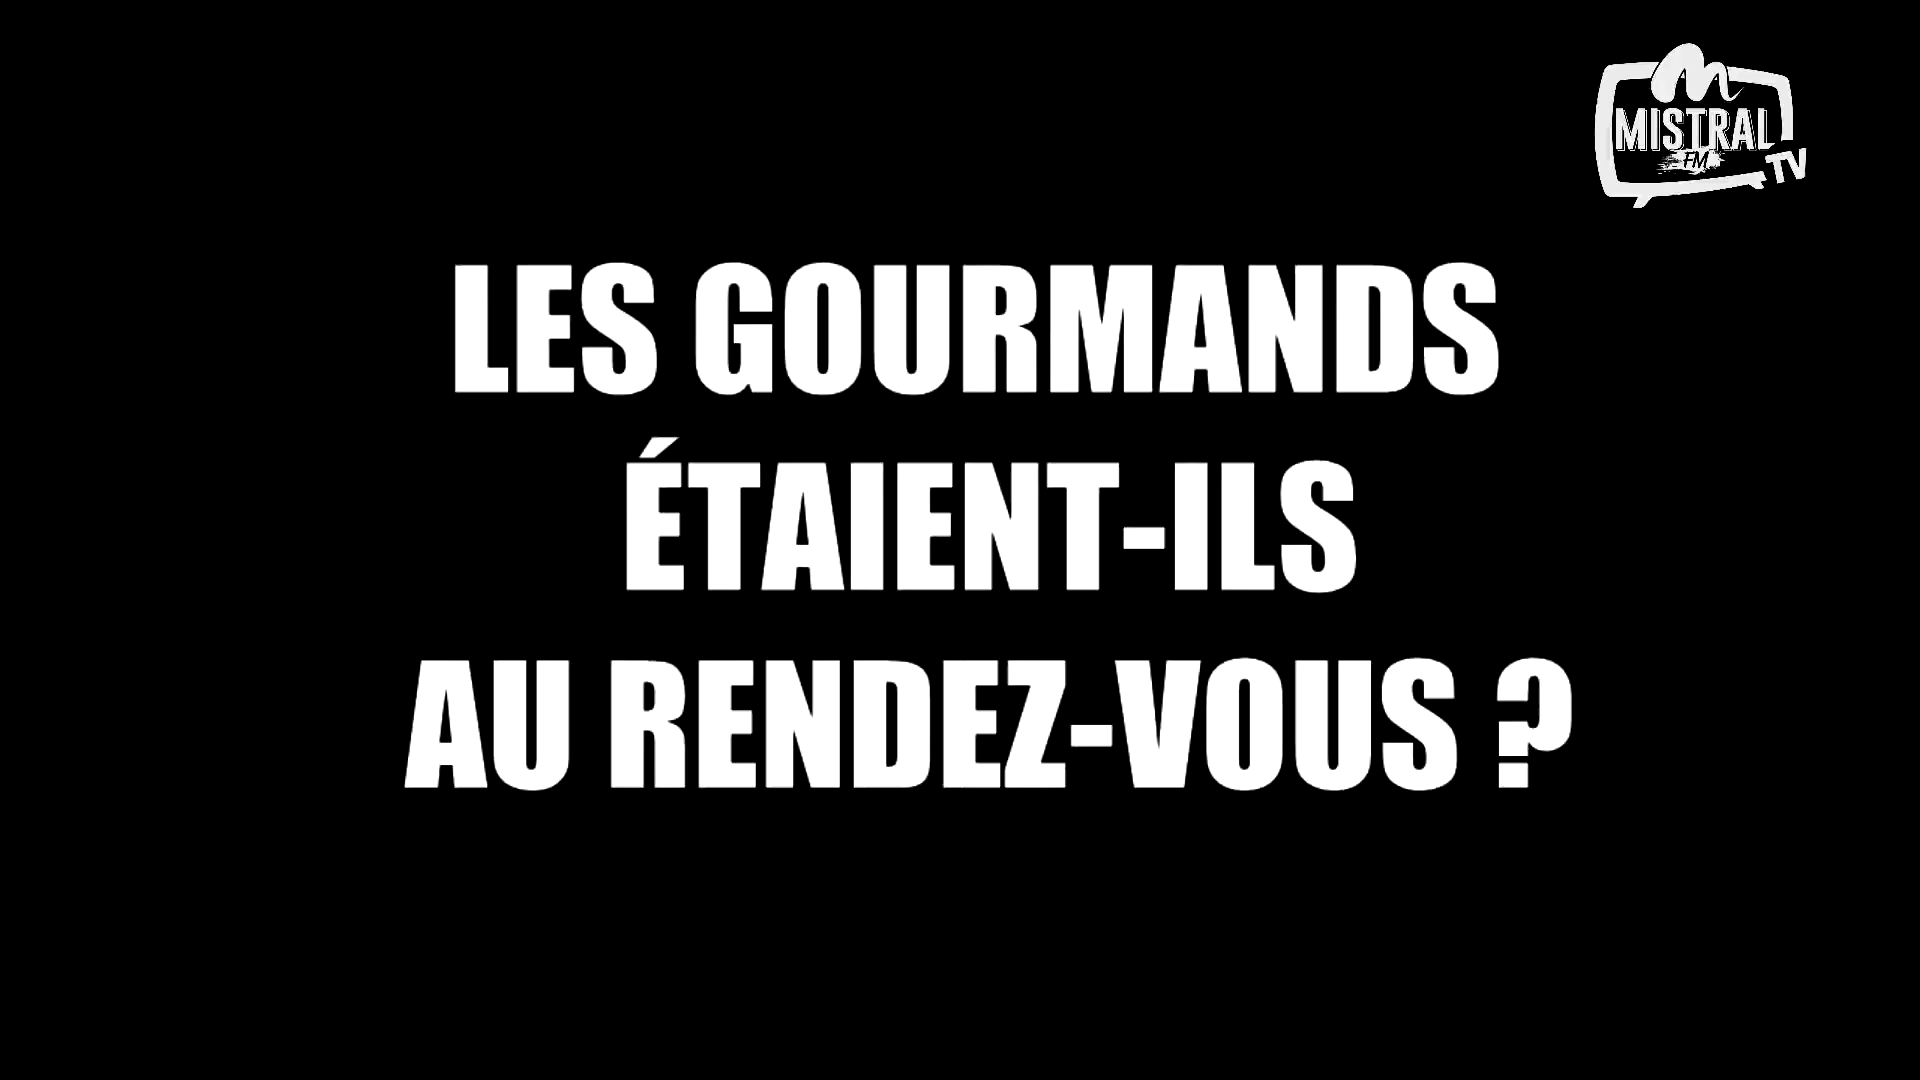 M
MISTRAL
FM
TV
LES GOURMANDS
ÉTAIENT-ILS
AU RENDEZ-VOUS ?